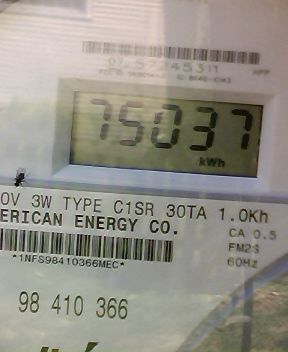 75037
kWh
0V 3W TYPE C1SR 30TA 1.0Kh
ERICAN ENERGY CO.
CA 0.5
FM2S
60Hz
*1NFS98410366MEC*
98 410 366